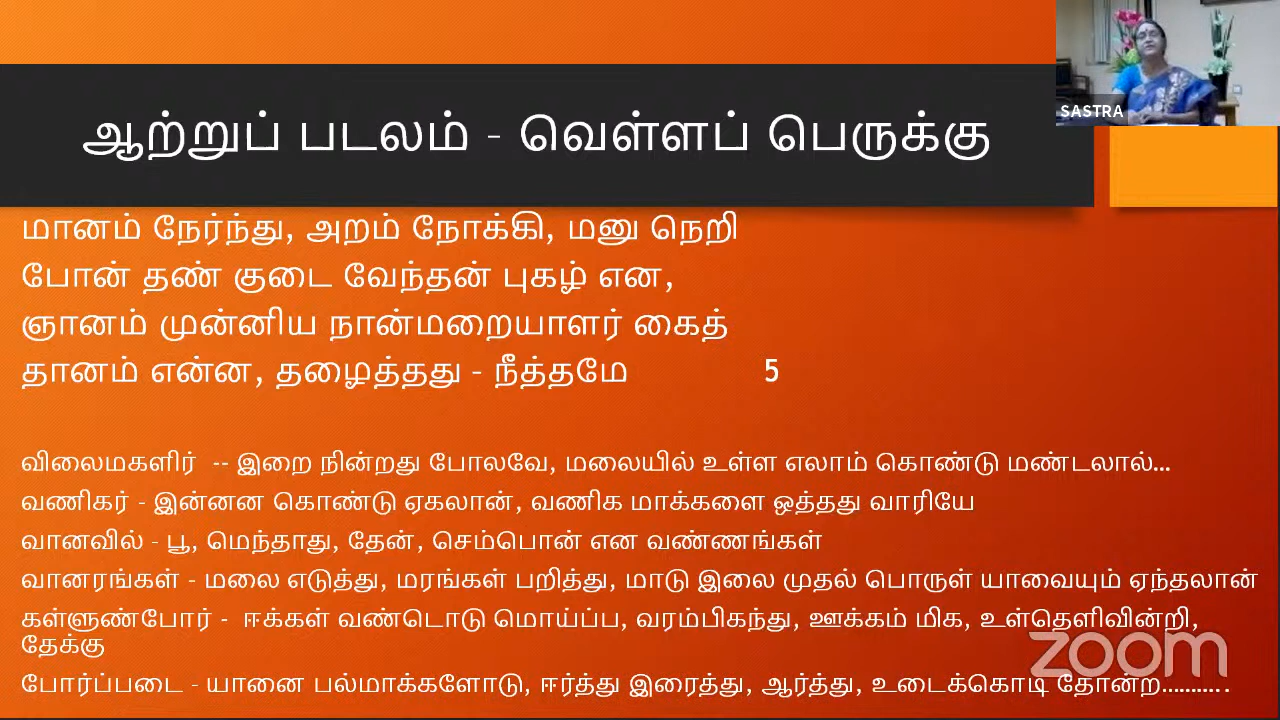 SASTRA
ஆற்றுப் படலம் - வெள்ளப் பெருக்கு
மானம் நேர்ந்து, அறம் நோக்கி, மனு நெறி
போன் தண் குடை வேந்தன் புகழ் என,
ஞானம் முன்னிய நான்மறையாளர் கைத்
தானம் என்ன, தழைத்தது - நீத்தமே 5
விலைமகளிர் -- இறை நின்றது போலவே, மலையில் உள்ள எலாம் கொண்டு மண்டலால்...
வணிகர் - இன்னன கொண்டு ஏகலான், வணிக மாக்களை ஒத்தது வாரியே
வானவில் - பூ, மெந்தாது, தேன், செம்பொன் என வண்ணங்கள்
வானரங்கள் - மலை எடுத்து, மரங்கள் பறித்து, மாடு இலை முதல் பொருள் யாவையும் ஏந்தலான்
கள்ளுண்போர் - ஈக்கள் வண்டொடு மொய்ப்ப, வரம்பிகந்து, ஊக்கம் மிக, உள்தெளிவின்றி,
தேக்கு
போர்ப்படை - யானை பல்மாக்களோடு, ஈர்த்து இரைத்து, ஆர்த்து, உடைக்கொடி தோன்ற..........
zoom